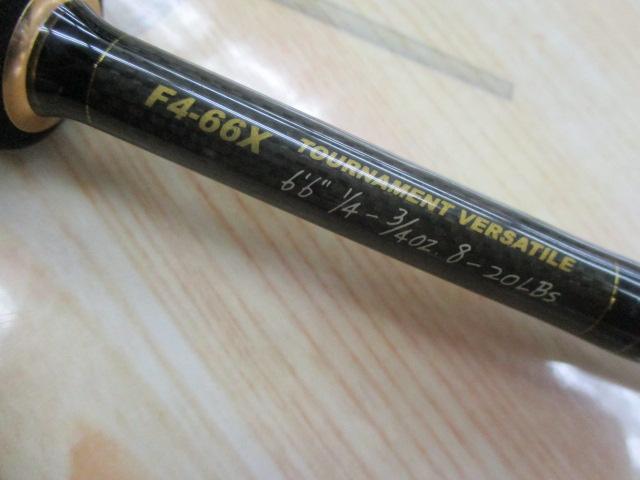 F4-66X TOURNAMENT VERSATILE
6'6" 1/4 - 3/4oz. 8 - 20LBs